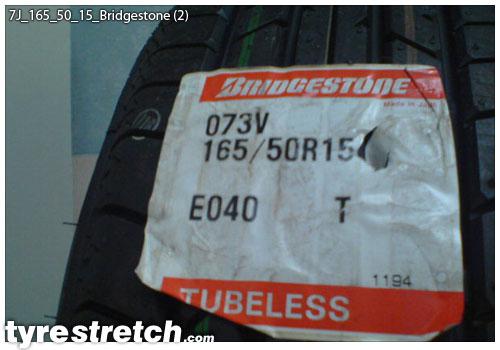 7J_165_50_15_Bridgestone (2)
BRIDGESTONE
Made in Japan
073V
165/50R15
E040 T
1194
TUBELESS
tyrestretch.com